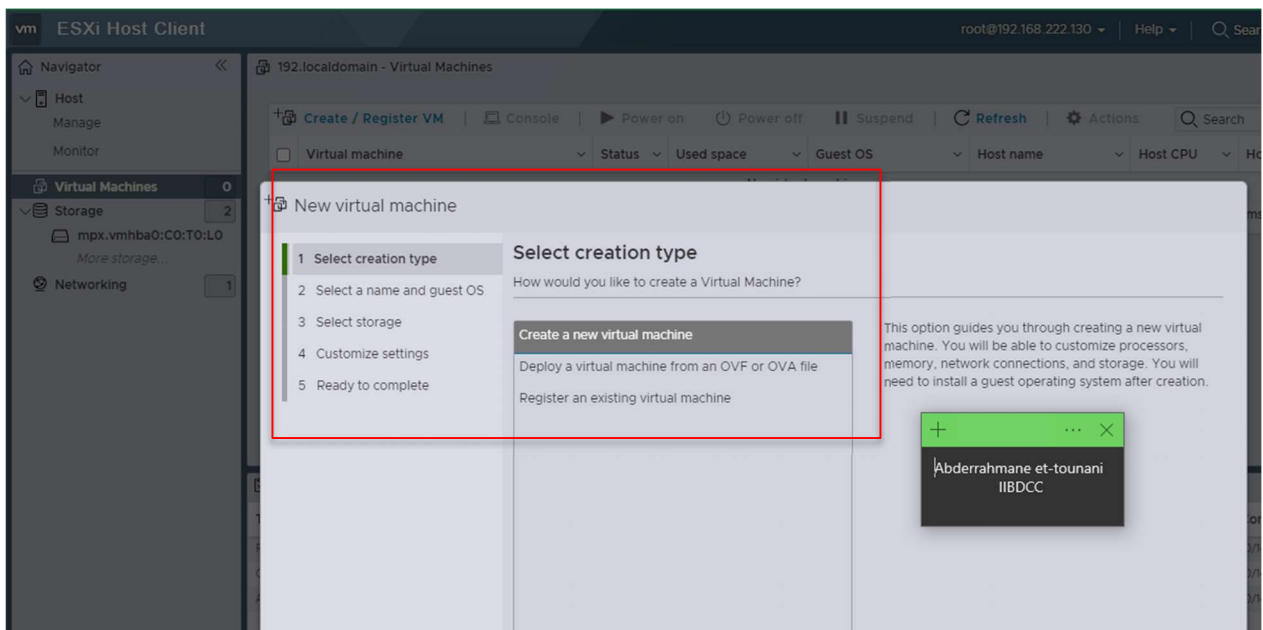 vm ESXi Host Client root@192.168.222.130 Help Sear
Navigator
192.localdomain - Virtual Machines
Host
Manage
Monitor
Virtual Machines 0
Storage 2
mpx.vmhba0:C0:T0:L0
More storage...
Networking 1
Create / Register VM Console Power on Power off Suspend Refresh Actions Search
Virtual machine Status Used space Guest OS Host name Host CPU Ho
New virtual machine
1 Select creation type
2 Select a name and guest OS
3 Select storage
4 Customize settings
5 Ready to complete
Select creation type
How would you like to create a Virtual Machine?
Create a new virtual machine
Deploy a virtual machine from an OVF or OVA file
Register an existing virtual machine
This option guides you through creating a new virtual
machine. You will be able to customize processors,
memory, network connections, and storage. You will
need to install a guest operating system after creation.
Abderrahmane et-tounani
IIBDCC